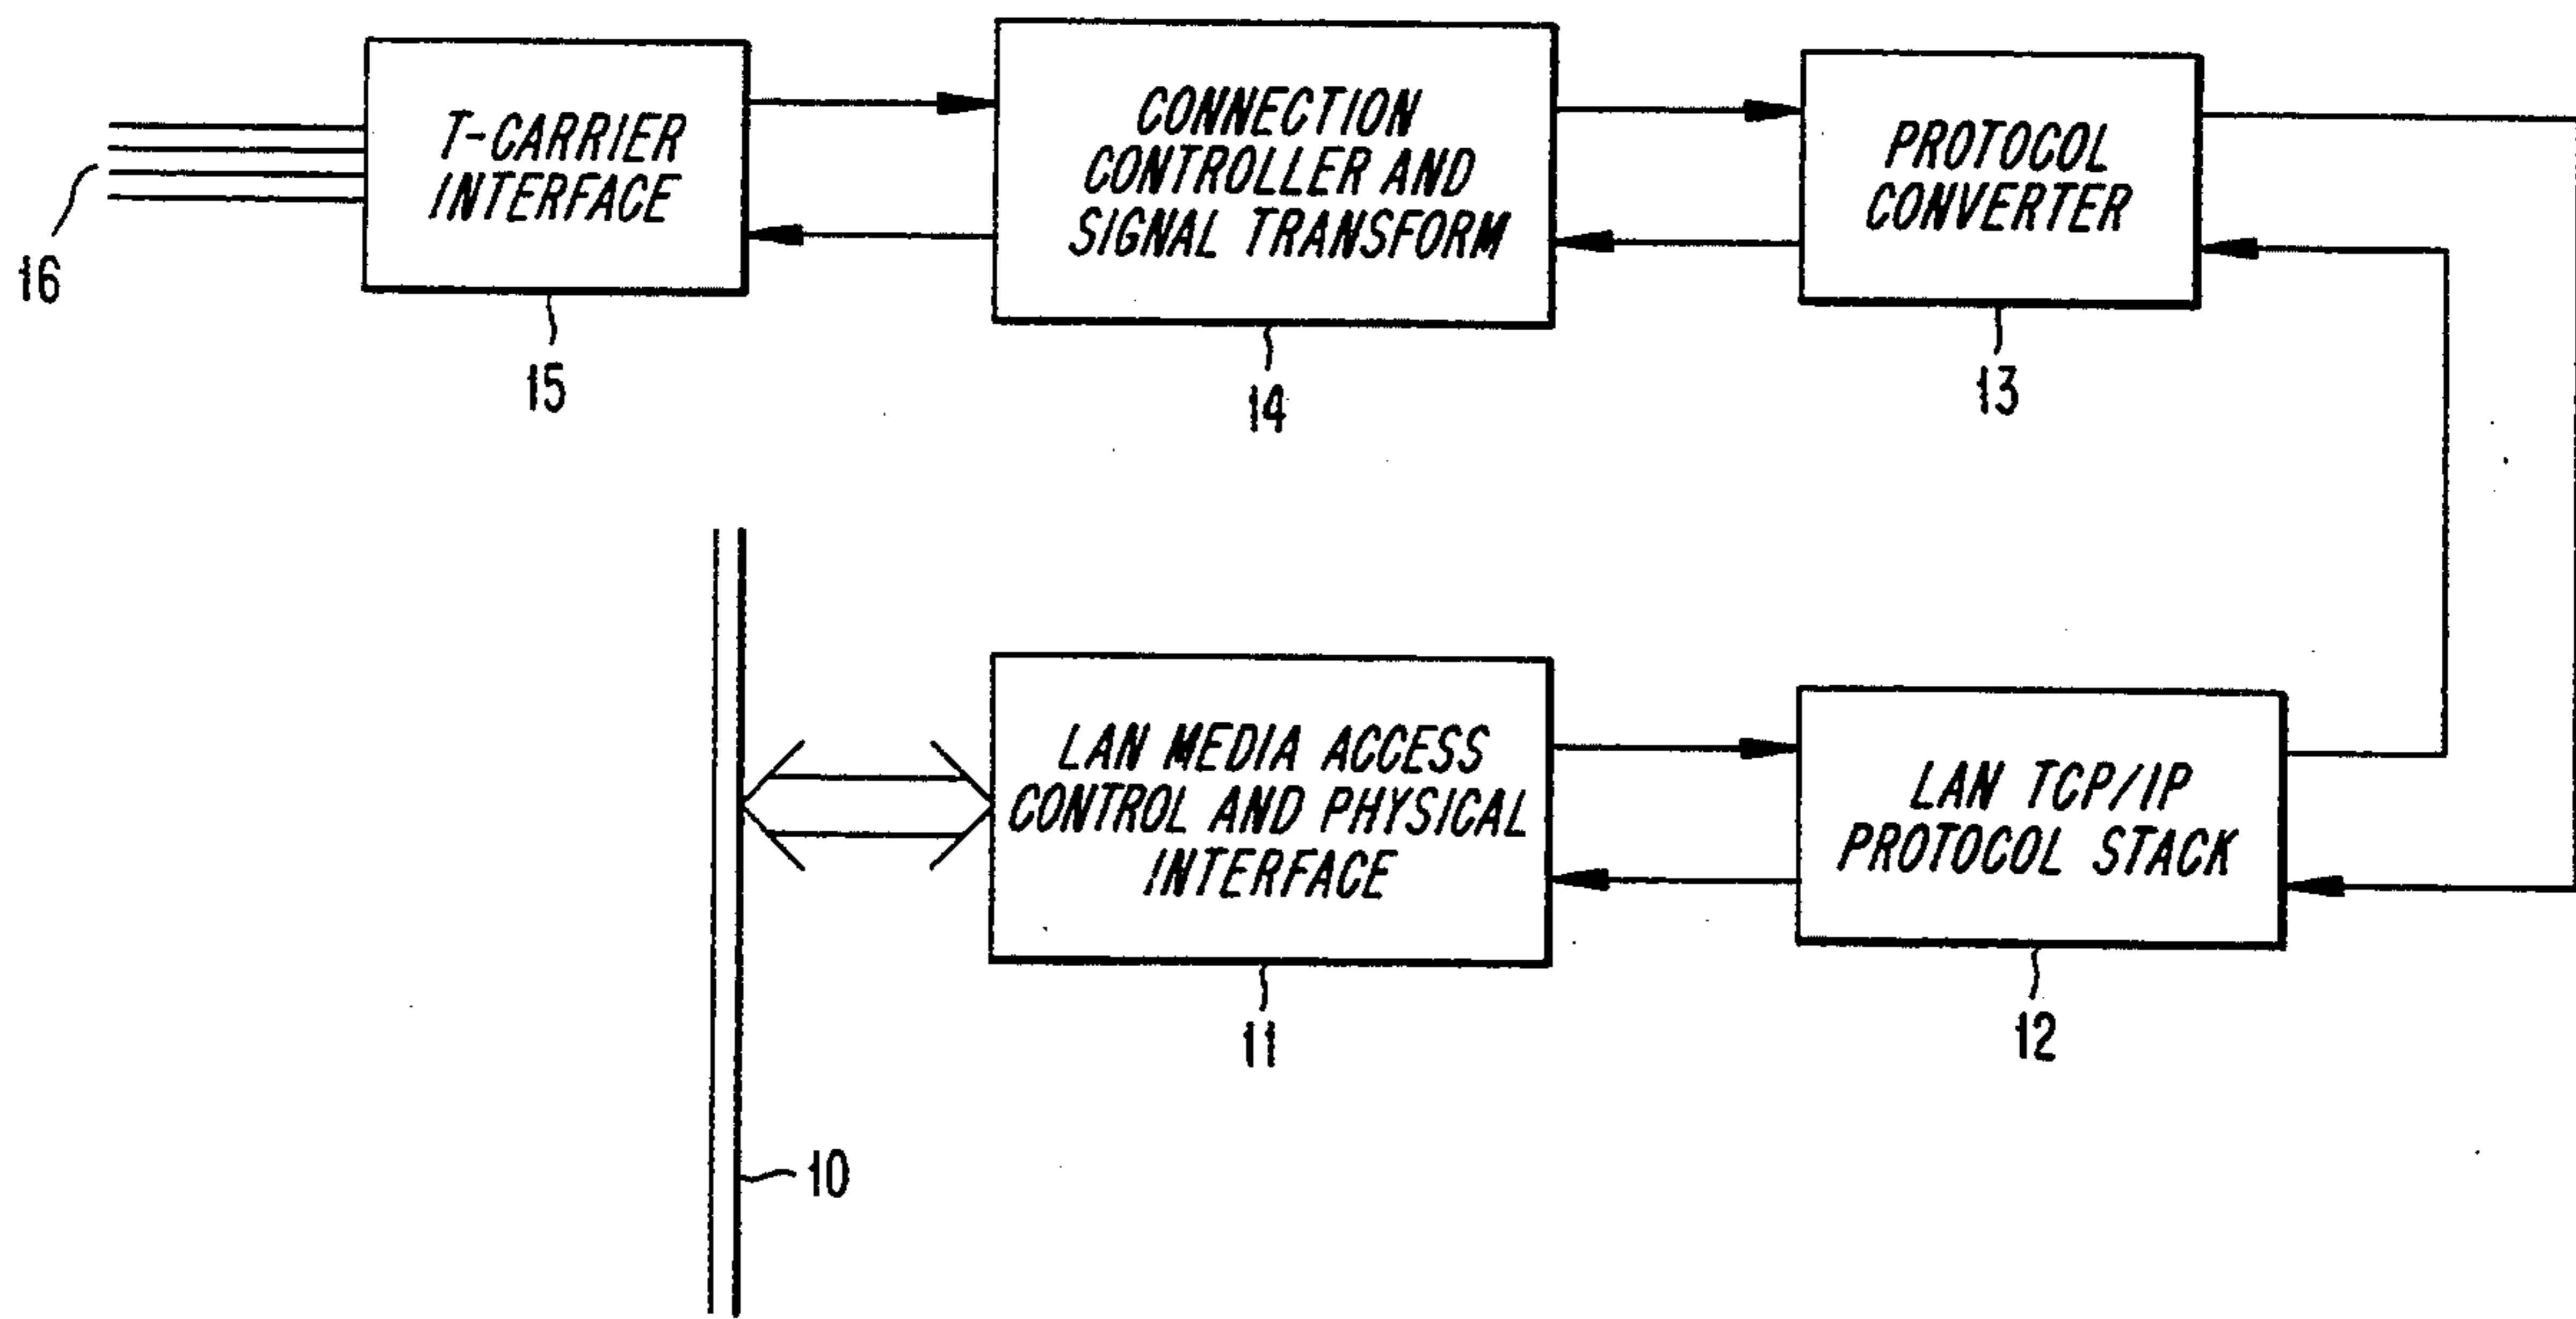 T-CARRIER
INTERFACE
CONNECTION
CONTROLLER AND
SIGNAL TRANSFORM
PROTOCOL
CONVERTER
16
15
14
13
LAN MEDIA ACCESS
CONTROL AND PHYSICAL
INTERFACE
LAN TCP/IP
PROTOCOL STACK
11
12
10